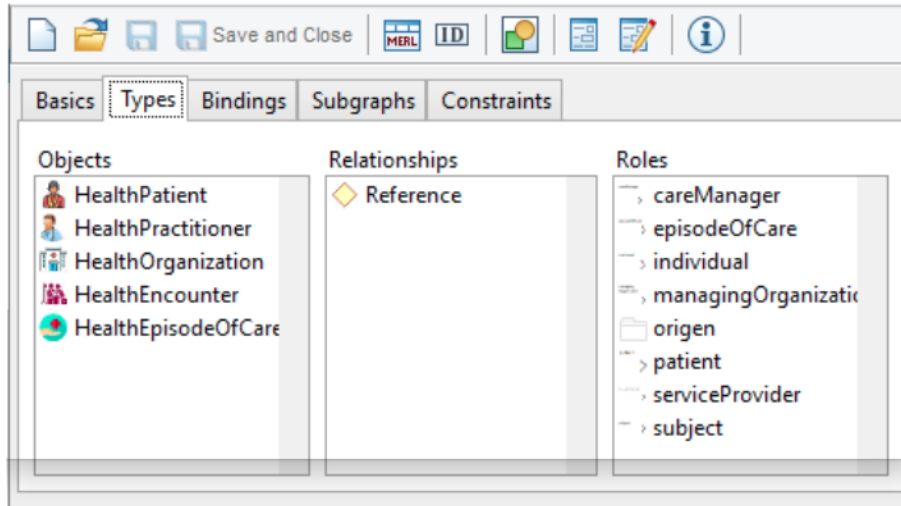 Save and Close MERL ID
Basics Types Bindings Subgraphs Constraints
Objects Relationships Roles
HealthPatient Reference careManager
HealthPractitioner episodeOfCare
HealthOrganization individual
HealthEncounter managingOrganizatio
HealthEpisodeOfCare origen
patient
serviceProvider
subject